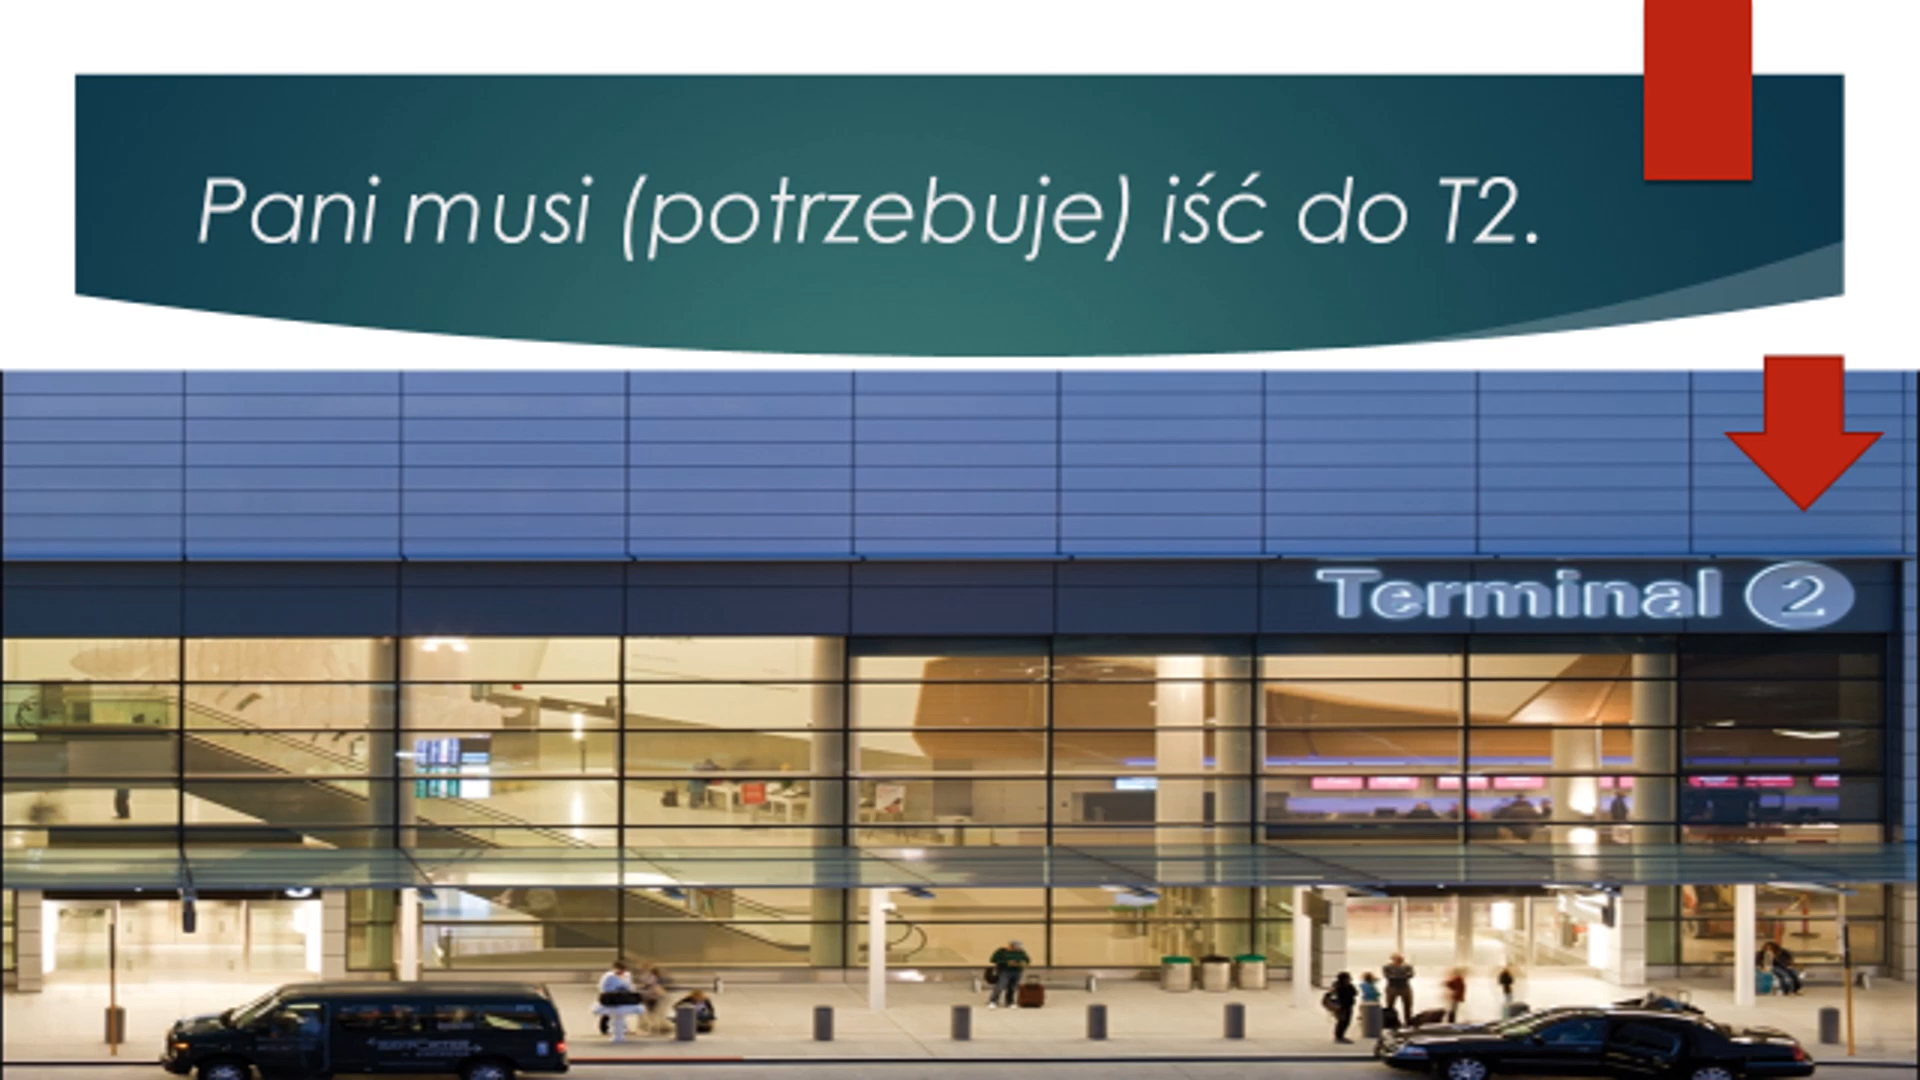 Pani musi (potrzebuje) iść do T2.
Terminal 2